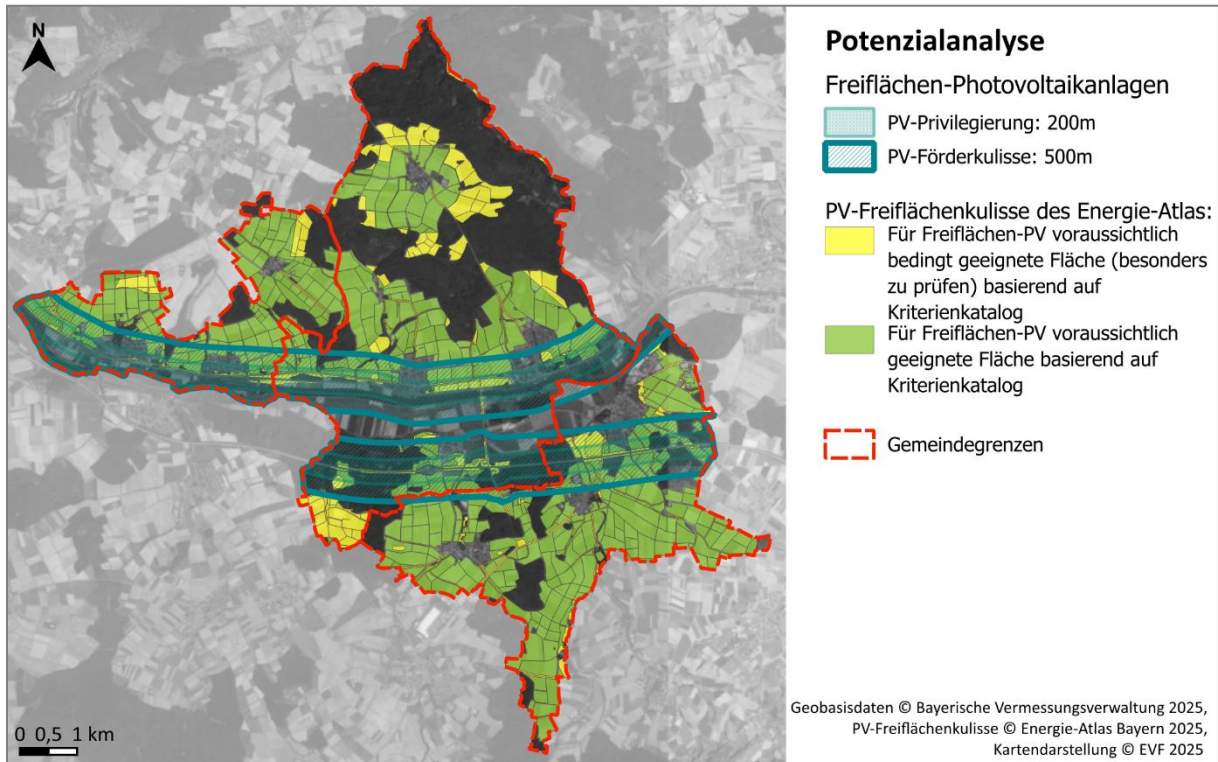 N
Potenzialanalyse
Freiflächen-Photovoltaikanlagen
PV-Privilegierung: 200m
PV-Förderkulisse: 500m
PV-Freiflächenkulisse des Energie-Atlas:
Für Freiflächen-PV voraussichtlich
bedingt geeignete Fläche (besonders
zu prüfen) basierend auf
Kriterienkatalog
Für Freiflächen-PV voraussichtlich
geeignete Fläche basierend auf
Kriterienkatalog
Gemeindegrenzen
0 0,5 1 km
Geobasisdaten © Bayerische Vermessungsverwaltung 2025,
PV-Freiflächenkulisse © Energie-Atlas Bayern 2025,
Kartendarstellung © EVF 2025